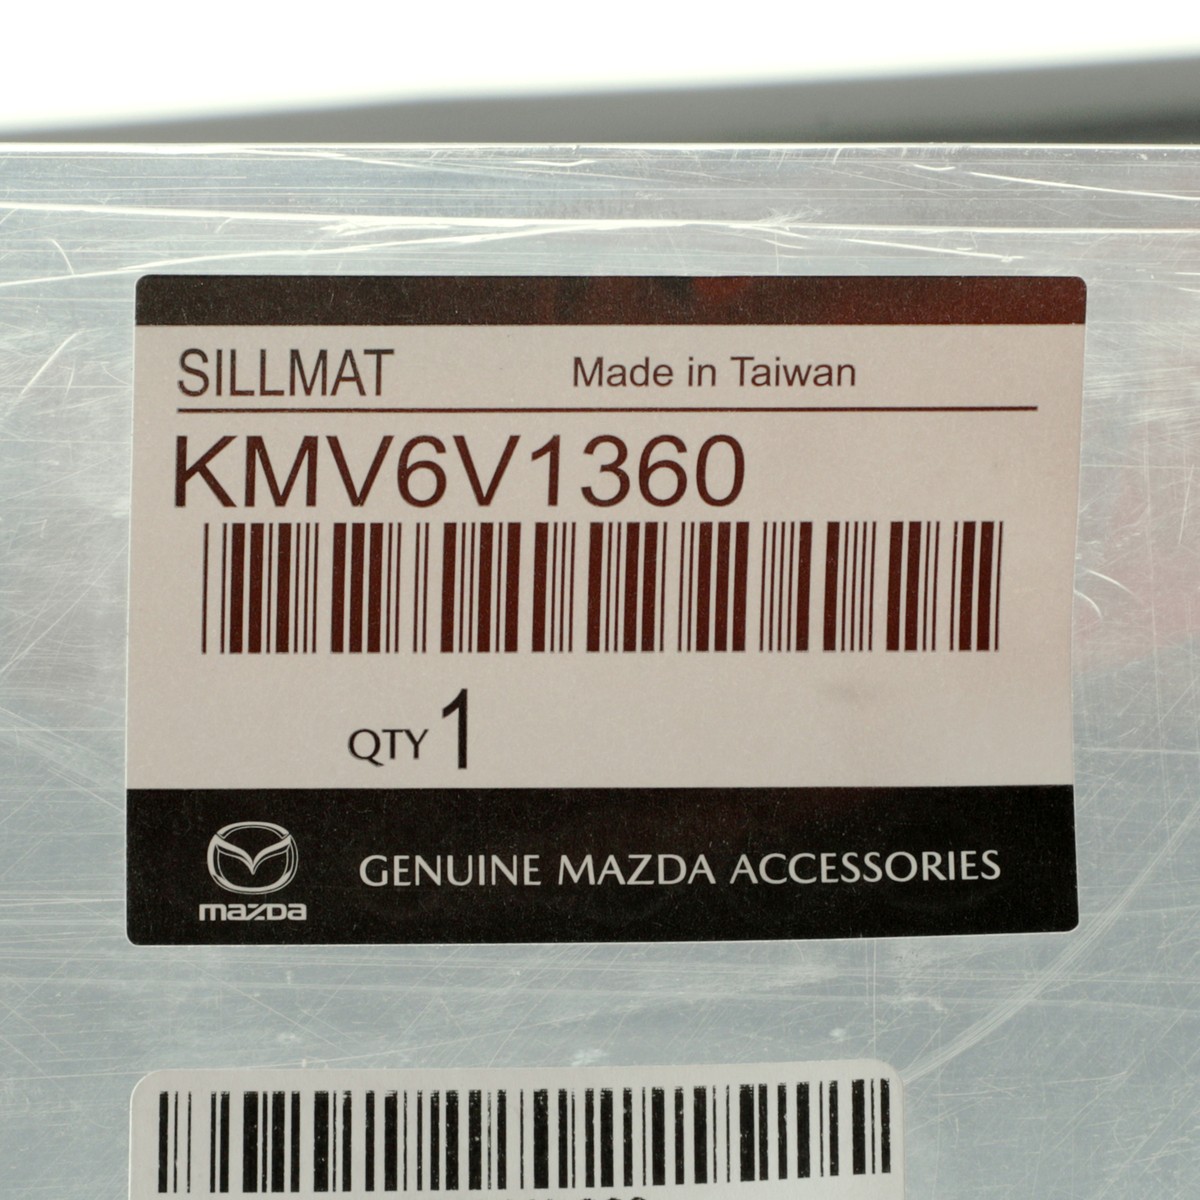 SILLMAT Made in Taiwan
KMV6V1360
QTY 1
mazda GENUINE MAZDA ACCESSORIES